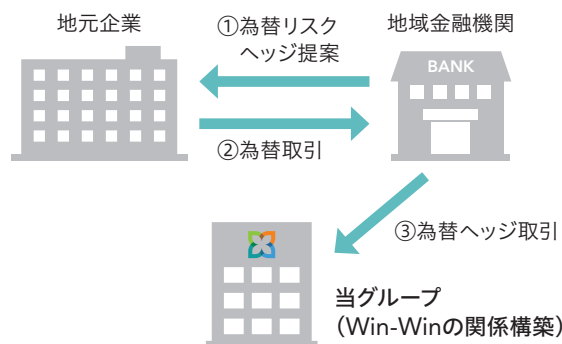 地元企業
①為替リスク
ヘッジ提案
地域金融機関
BANK
②為替取引
③為替ヘッジ取引
当グループ
（Win-Winの関係構築）